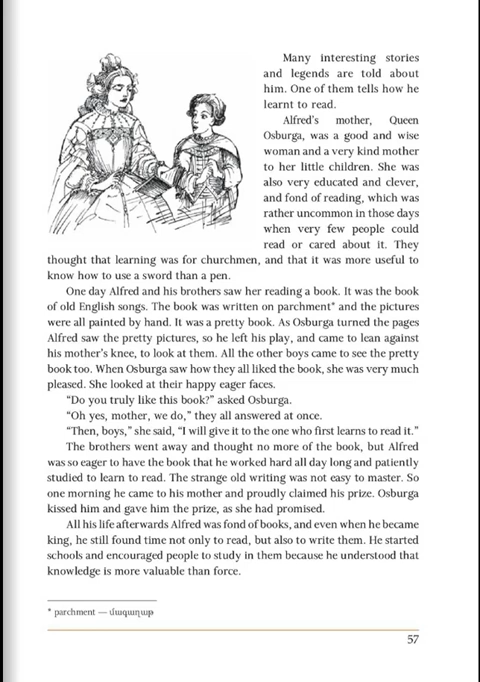 Many interesting stories
and legends are told about
him. One of them tells how he
learnt to read.
Alfred's mother, Queen
Osburga, was a good and wise
woman and a very kind mother
to her little children. She was
also very educated and clever,
and fond of reading, which was
rather uncommon in those days
when very few people could
read or cared about it. They
thought that learning was for churchmen, and that it was more useful to
know how to use a sword than a pen.
One day Alfred and his brothers saw her reading a book. It was the book
of old English songs. The book was written on parchment* and the pictures
were all painted by hand. It was a pretty book. As Osburga turned the pages
Alfred saw the pretty pictures, so he left his play, and came to lean against
his mother's knee, to look at them. All the other boys came to see the pretty
book too. When Osburga saw how they all liked the book, she was very much
pleased. She looked at their happy eager faces.
“Do you truly like this book?” asked Osburga.
“Oh yes, mother, we do,” they all answered at once.
“Then, boys,” she said, “I will give it to the one who first learns to read it.”
The brothers went away and thought no more of the book, but Alfred
was so eager to have the book that he worked hard all day long and patiently
studied to learn to read. The strange old writing was not easy to master. So
one morning he came to his mother and proudly claimed his prize. Osburga
kissed him and gave him the prize, as she had promised.
All his life afterwards Alfred was fond of books, and even when he became
king, he still found time not only to read, but also to write them. He started
schools and encouraged people to study in them because he understood that
knowledge is more valuable than force.
* parchment — մագաղաթ
57